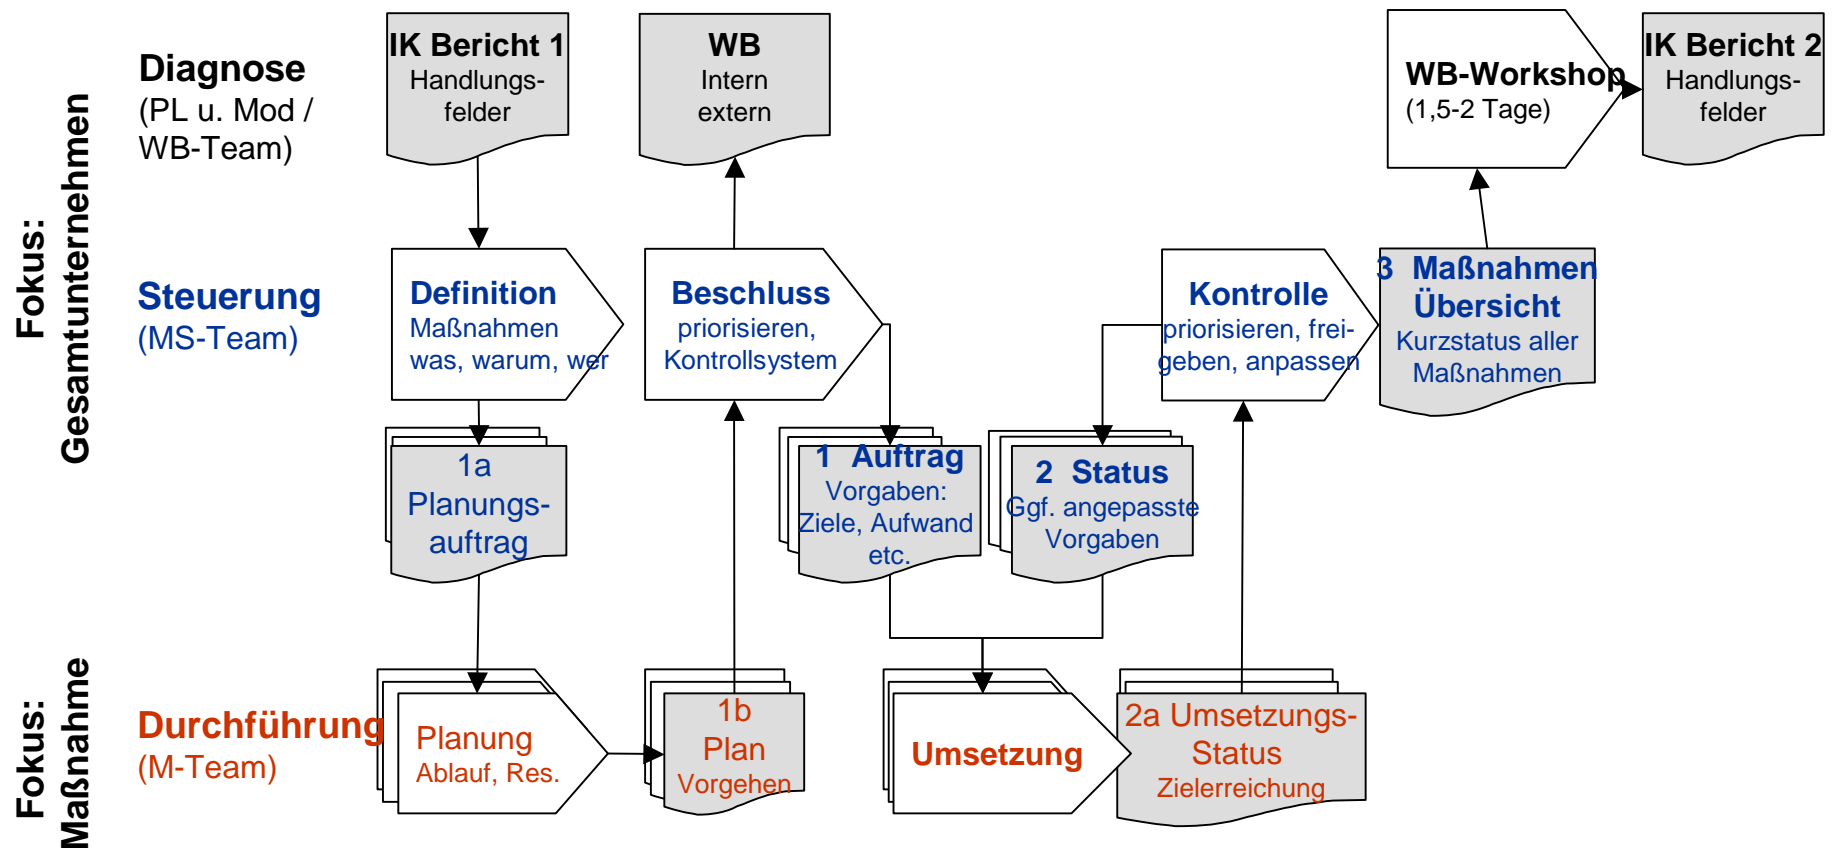 Fokus:
Gesamtunternehmen
Diagnose
(PL u. Mod /
WB-Team)
IK Bericht 1
Handlungs-
felder
WB
Intern
extern
WB-Workshop
(1,5-2 Tage)
IK Bericht 2
Handlungs-
felder
Steuerung
(MS-Team)
Definition
Maßnahmen
was, warum, wer
Beschluss
priorisieren,
Kontrollsystem
Kontrolle
priorisieren, frei-
geben, anpassen
3 Maßnahmen
Übersicht
Kurzstatus aller
Maßnahmen
1a
Planungs-
auftrag
1 Auftrag
Vorgaben:
Ziele, Aufwand
etc.
2 Status
Ggf. angepasste
Vorgaben
Fokus:
Maßnahme
Durchführung
(M-Team)
Planung
Ablauf, Res.
1b
Plan
Vorgehen
Umsetzung
2a Umsetzungs-
Status
Zielerreichung